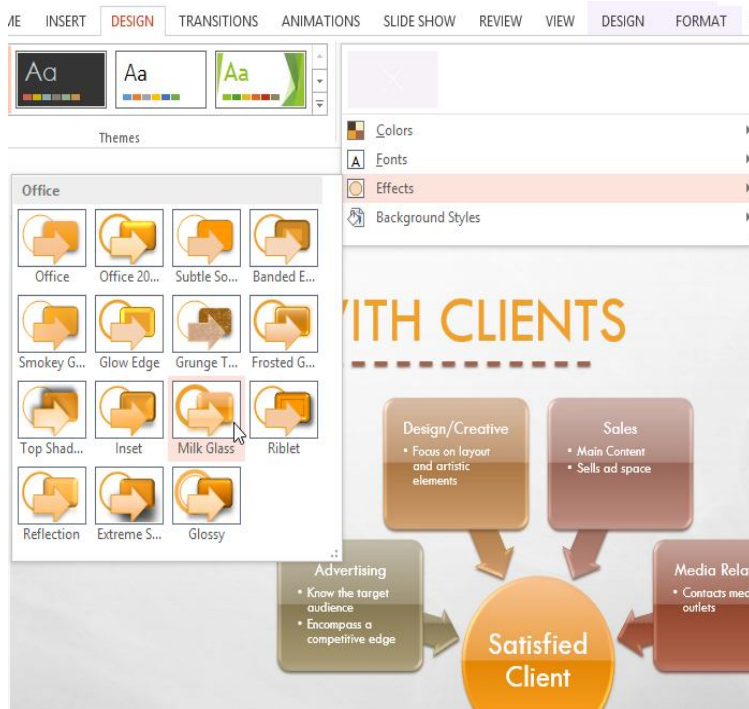 ME INSERT DESIGN TRANSITIONS ANIMATIONS SLIDE SHOW REVIEW VIEW DESIGN FORMAT
Aa Aa Aa
Themes
Colors
A Fonts
Effects
Background Styles
Office
Office Office 20... Subtle So... Banded E...
Smokey G... Glow Edge Grunge T... Frosted G...
Top Shad... Inset Milk Glass Riblet
Reflection Extreme S... Glossy
ITH CLIENTS
Design/Creative
• Focus on layout
and artistic
elements
Sales
• Main Content
• Sells ad space
Advertising
• Know the target
audience
• Encompass a
competitive edge
Media Rela
• Contacts med
outlets
Satisfied
Client